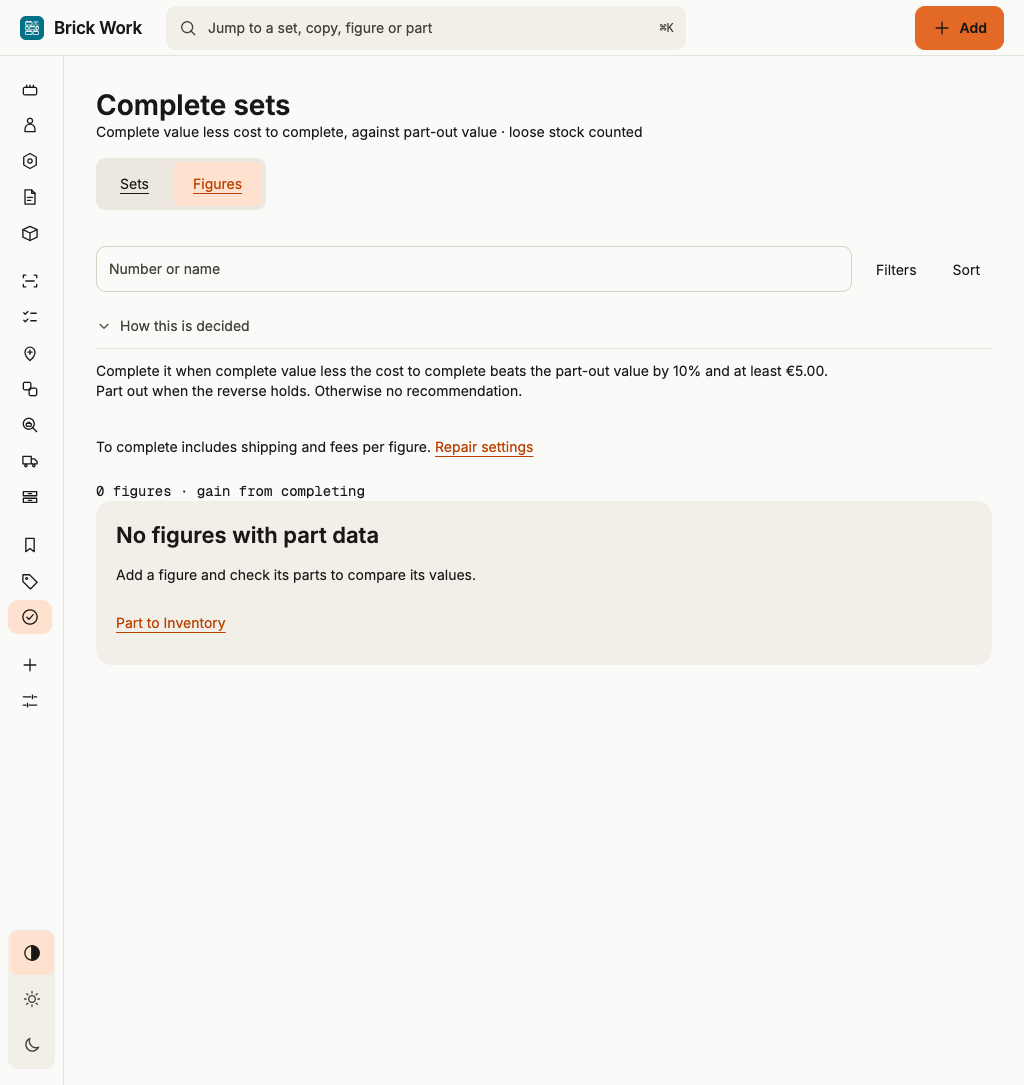 Brick Work
Jump to a set, copy, figure or part
⌘K
Add
Complete sets
Complete value less cost to complete, against part-out value · loose stock counted
Sets
Figures
Number or name
Filters
Sort
How this is decided
Complete it when complete value less the cost to complete beats the part-out value by 10% and at least €5.00.
Part out when the reverse holds. Otherwise no recommendation.
To complete includes shipping and fees per figure. Repair settings
0 figures · gain from completing
No figures with part data
Add a figure and check its parts to compare its values.
Part to Inventory